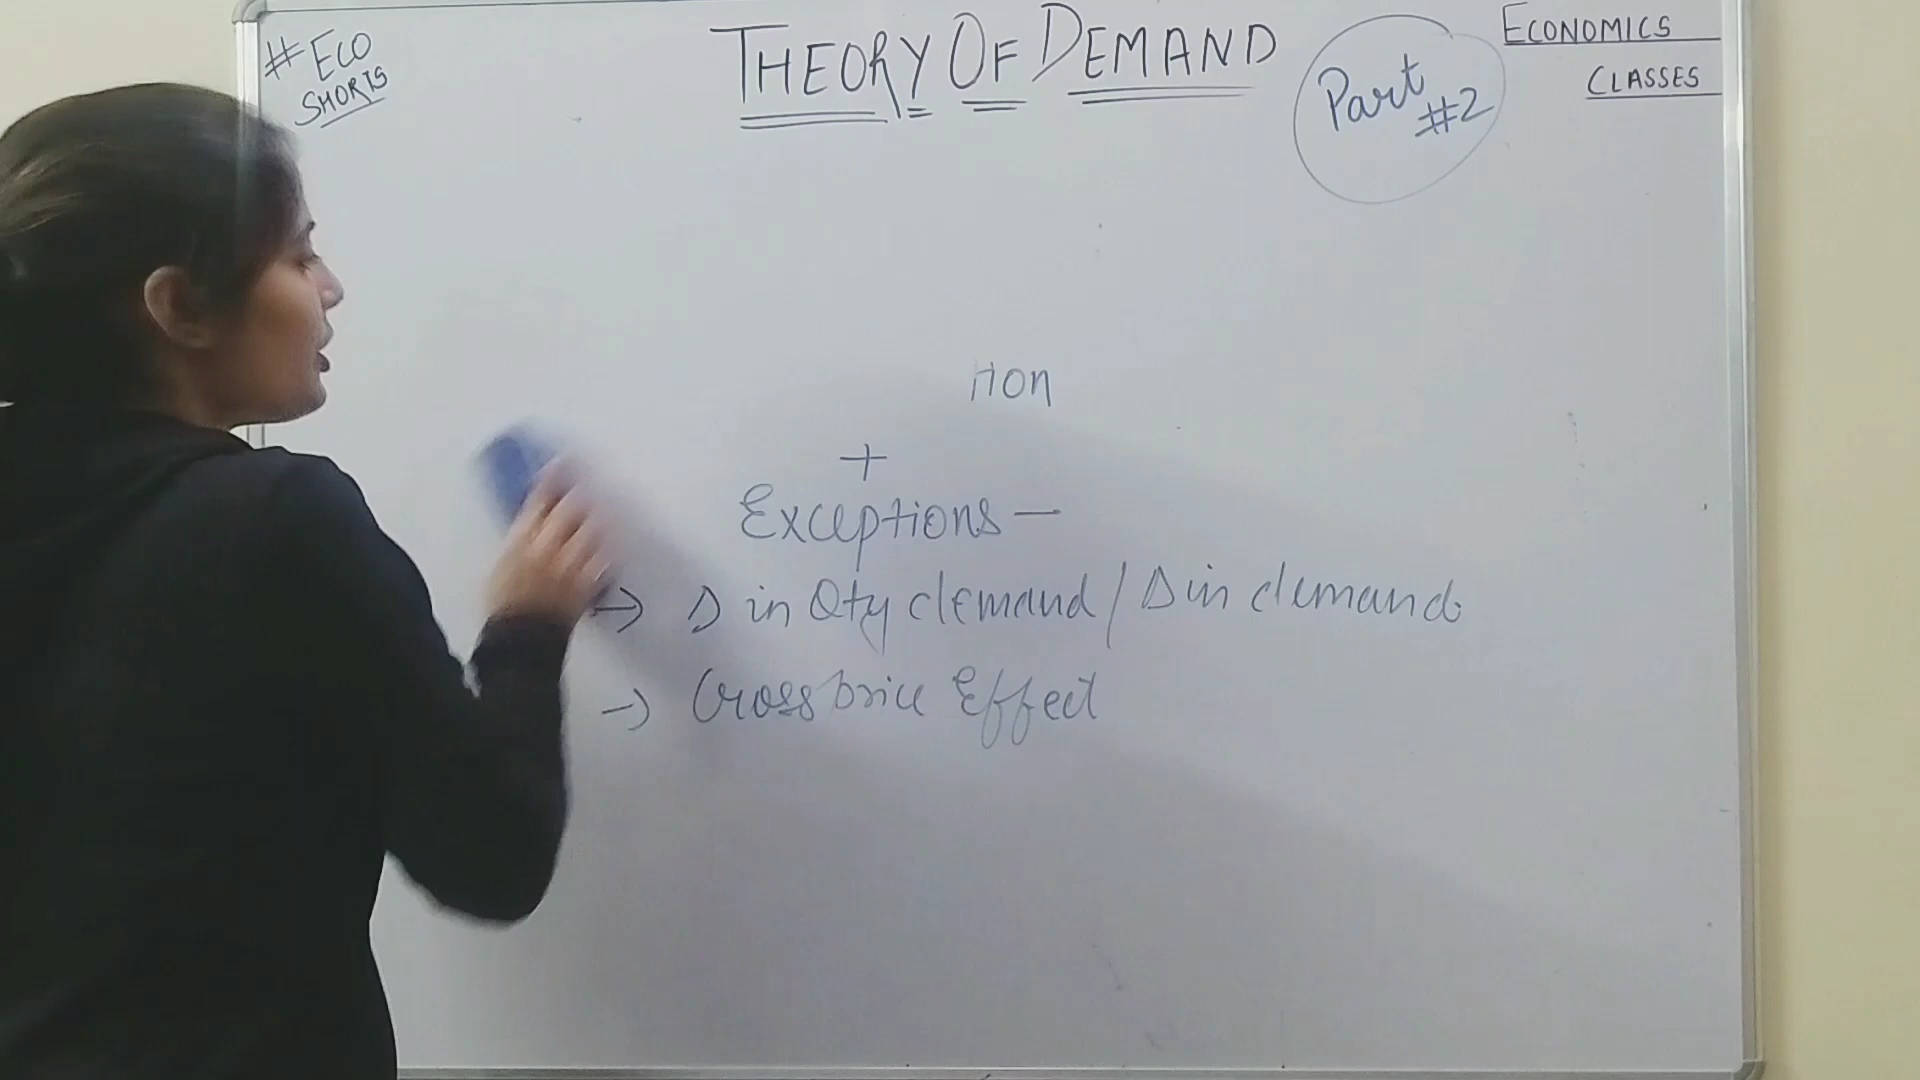 # ECO
SHORTS
THEORY OF DEMAND
Part
#2
ECONOMICS
CLASSES
tion
+
Exceptions —
→ Δ in Qty demand / Δ in demand
→ Cross price Effect